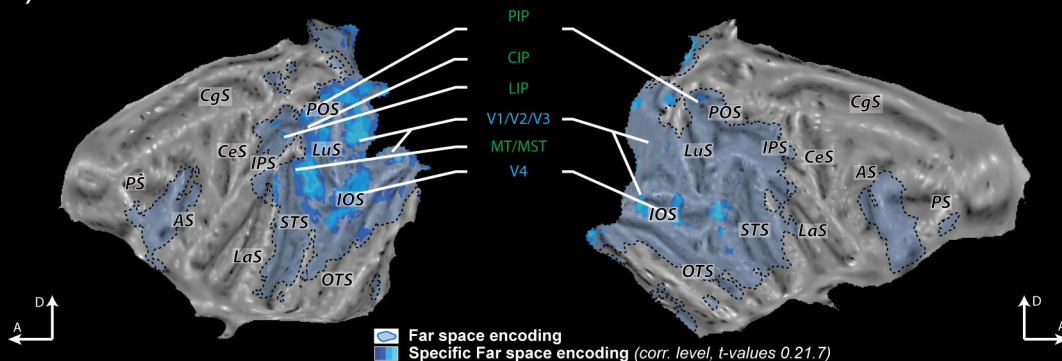 )
PIP
CIP
LIP
V1/V2/V3
MT/MST
V4
CgS
POS
CeS
IPS
LuS
PS
AS
IOS
STS
LaS
OTS
POS
CgS
LuS
IPS
CeS
AS
PS
IOS
STS
LaS
OTS
D
A
D
A
Far space encoding
Specific Far space encoding (corr. level, t-values 0.21.7)